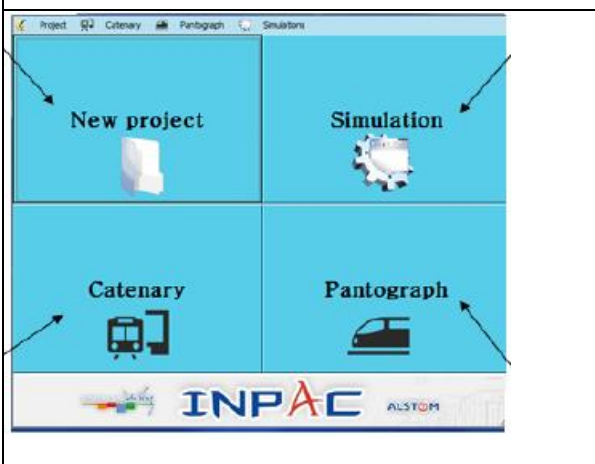 Project Catenary Pantograph Simulations
New project
Simulation
Catenary
Pantograph
INPAC
ALSTOM